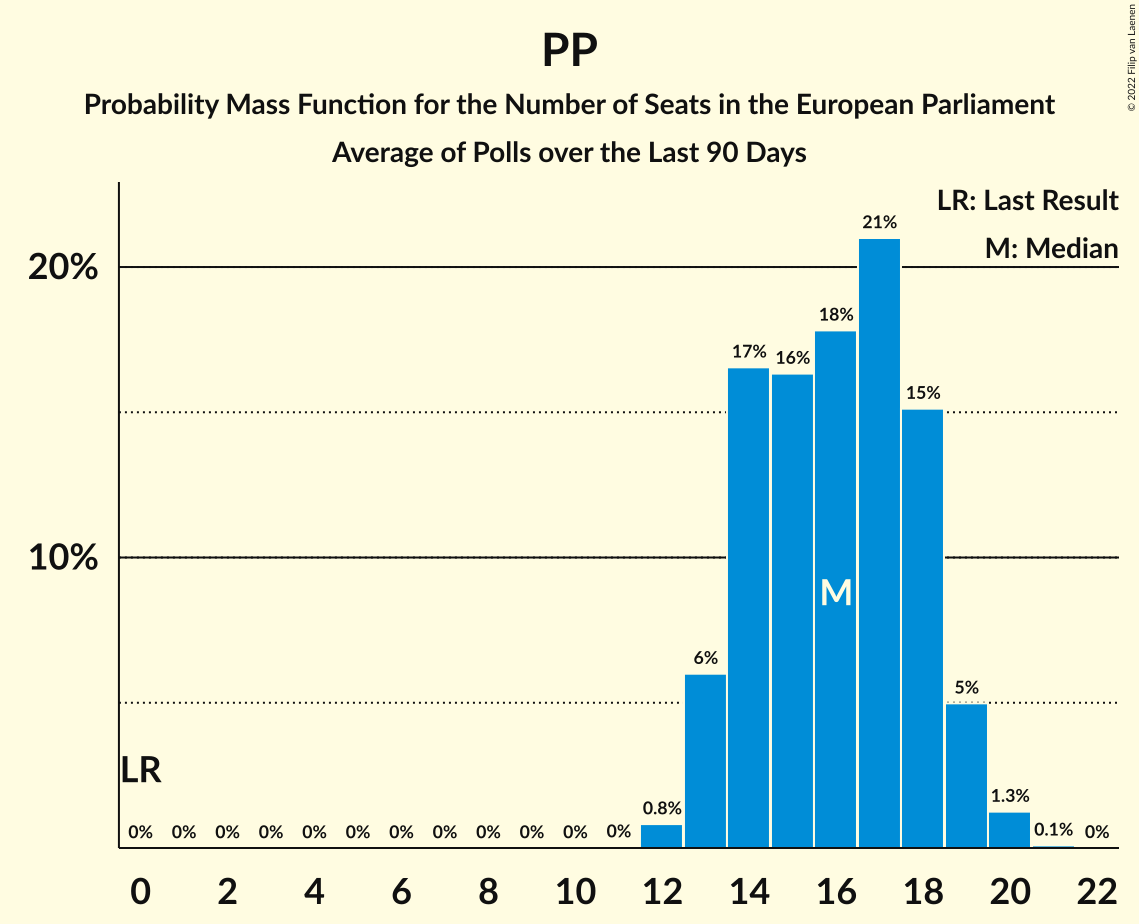 PP
Probability Mass Function for the Number of Seats in the European Parliament
Average of Polls over the Last 90 Days
© 2022 Filip van Laenen
LR: Last Result
M: Median
20%
10%
21%
18%
17%
16%
15%
6%
5%
1.3%
0.8%
0.1%
M
LR
0% 0% 0% 0% 0% 0% 0% 0% 0% 0% 0% 0% 0%
0 2 4 6 8 10 12 14 16 18 20 22